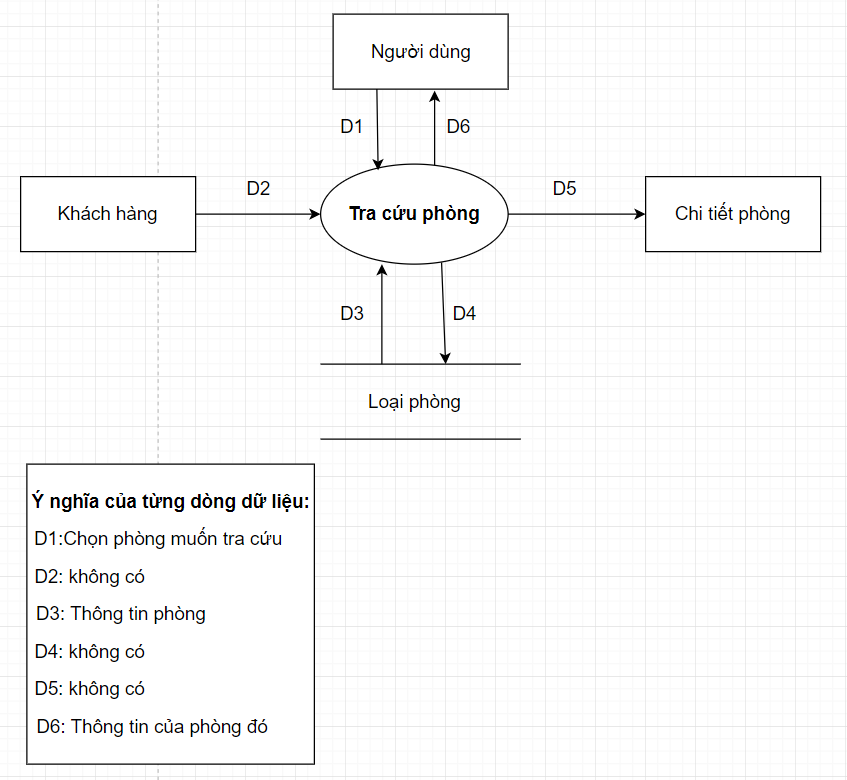 Người dùng
D1
D6
Khách hàng
D2
Tra cứu phòng
D5
Chi tiết phòng
D3
D4
Loại phòng
Ý nghĩa của từng dòng dữ liệu:
D1:Chọn phòng muốn tra cứu
D2: không có
D3: Thông tin phòng
D4: không có
D5: không có
D6: Thông tin của phòng đó